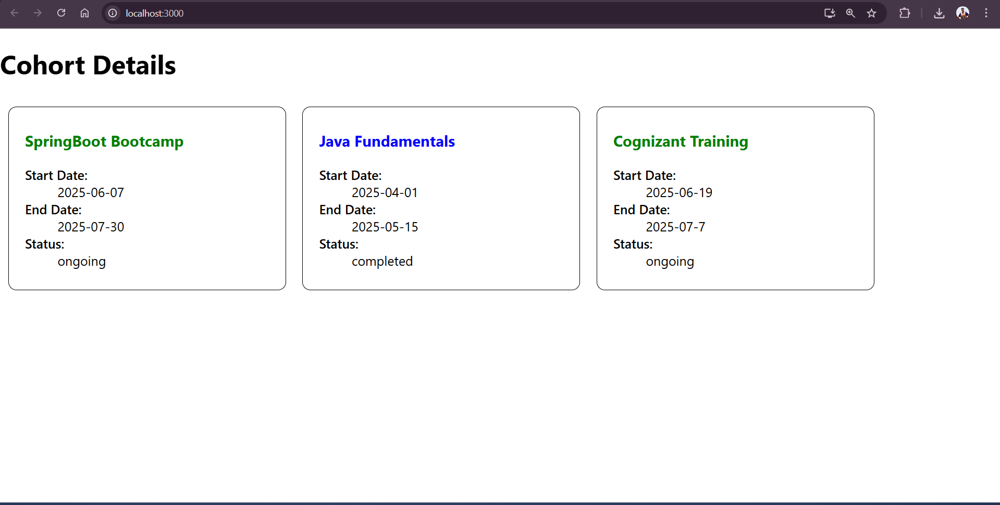 localhost:3000
Cohort Details
SpringBoot Bootcamp
Start Date:
2025-06-07
End Date:
2025-07-30
Status:
ongoing
Java Fundamentals
Start Date:
2025-04-01
End Date:
2025-05-15
Status:
completed
Cognizant Training
Start Date:
2025-06-19
End Date:
2025-07-7
Status:
ongoing